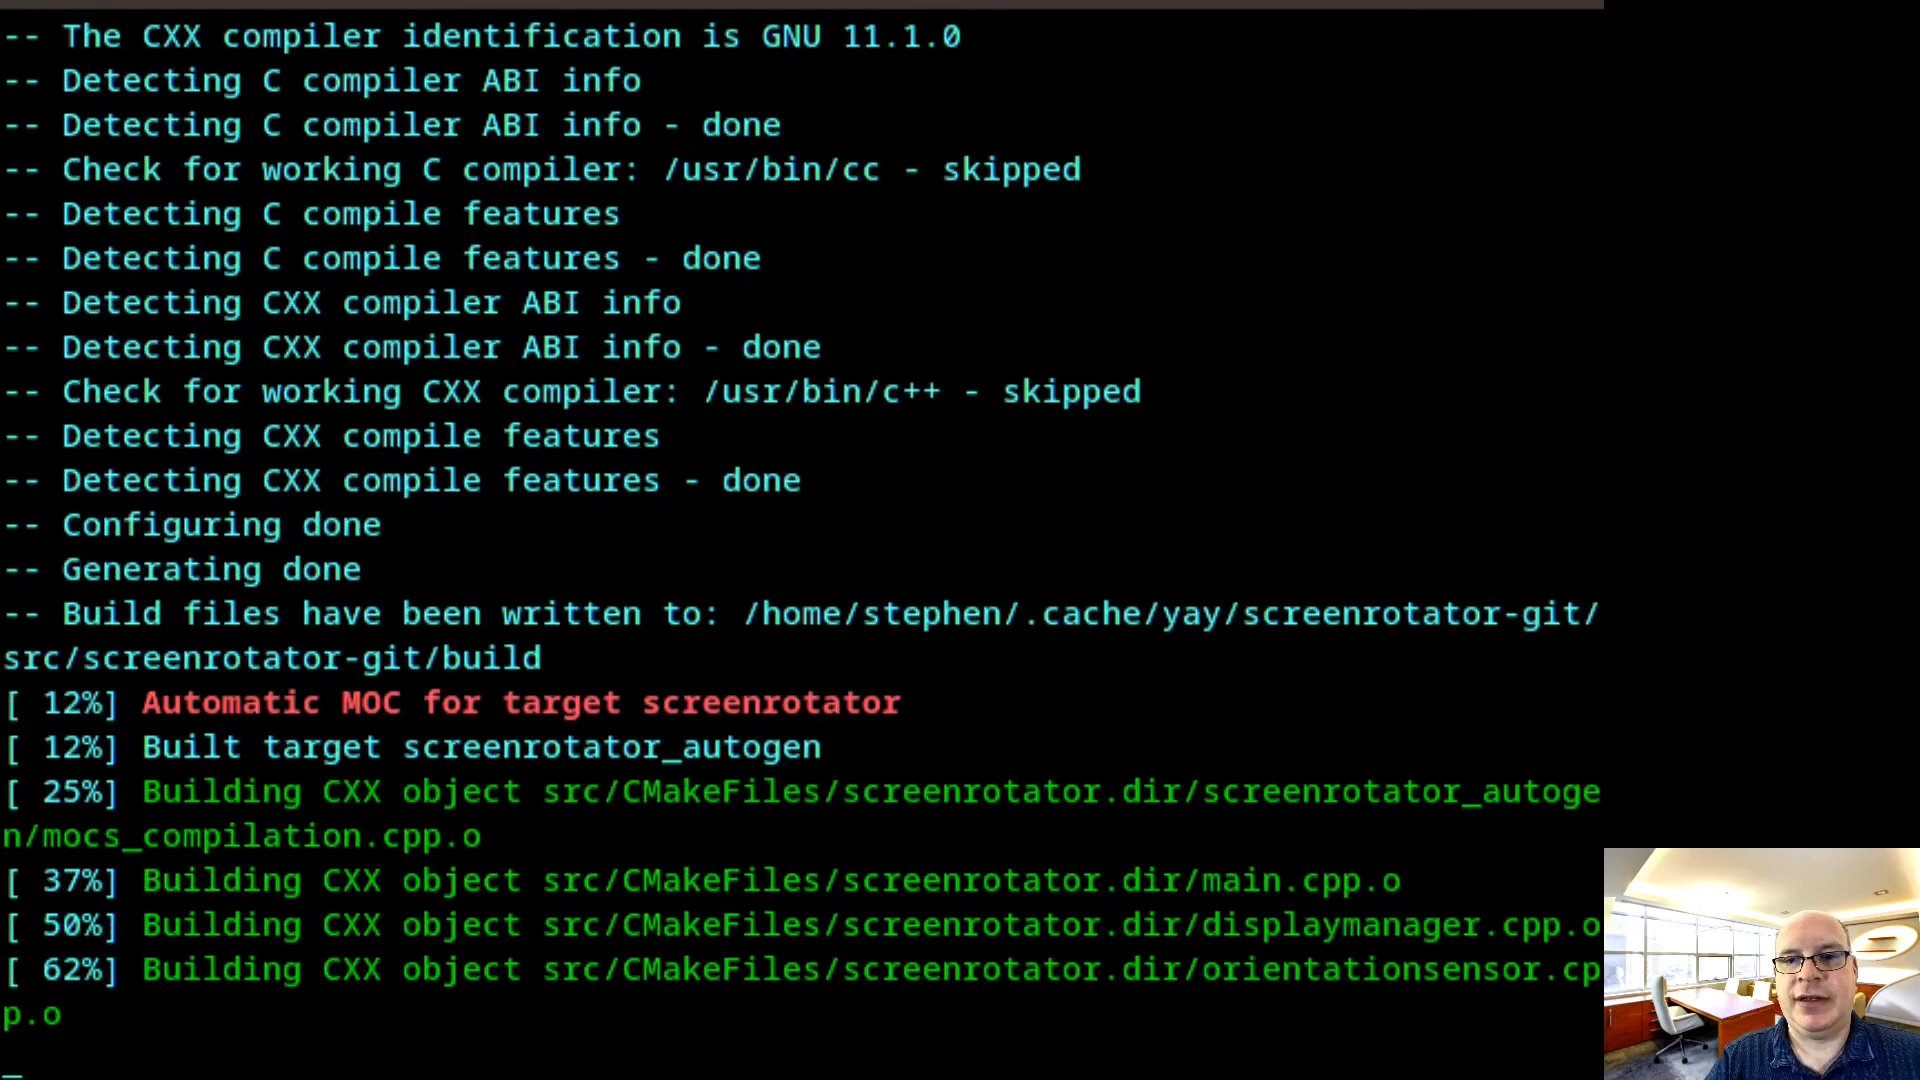 -- The CXX compiler identification is GNU 11.1.0
-- Detecting C compiler ABI info
-- Detecting C compiler ABI info - done
-- Check for working C compiler: /usr/bin/cc - skipped
-- Detecting C compile features
-- Detecting C compile features - done
-- Detecting CXX compiler ABI info
-- Detecting CXX compiler ABI info - done
-- Check for working CXX compiler: /usr/bin/c++ - skipped
-- Detecting CXX compile features
-- Detecting CXX compile features - done
-- Configuring done
-- Generating done
-- Build files have been written to: /home/stephen/.cache/yay/screenrotator-git/
src/screenrotator-git/build
[ 12%] Automatic MOC for target screenrotator
[ 12%] Built target screenrotator_autogen
[ 25%] Building CXX object src/CMakeFiles/screenrotator.dir/screenrotator_autoge
n/mocs_compilation.cpp.o
[ 37%] Building CXX object src/CMakeFiles/screenrotator.dir/main.cpp.o
[ 50%] Building CXX object src/CMakeFiles/screenrotator.dir/displaymanager.cpp.o
[ 62%] Building CXX object src/CMakeFiles/screenrotator.dir/orientationsensor.cp
p.o